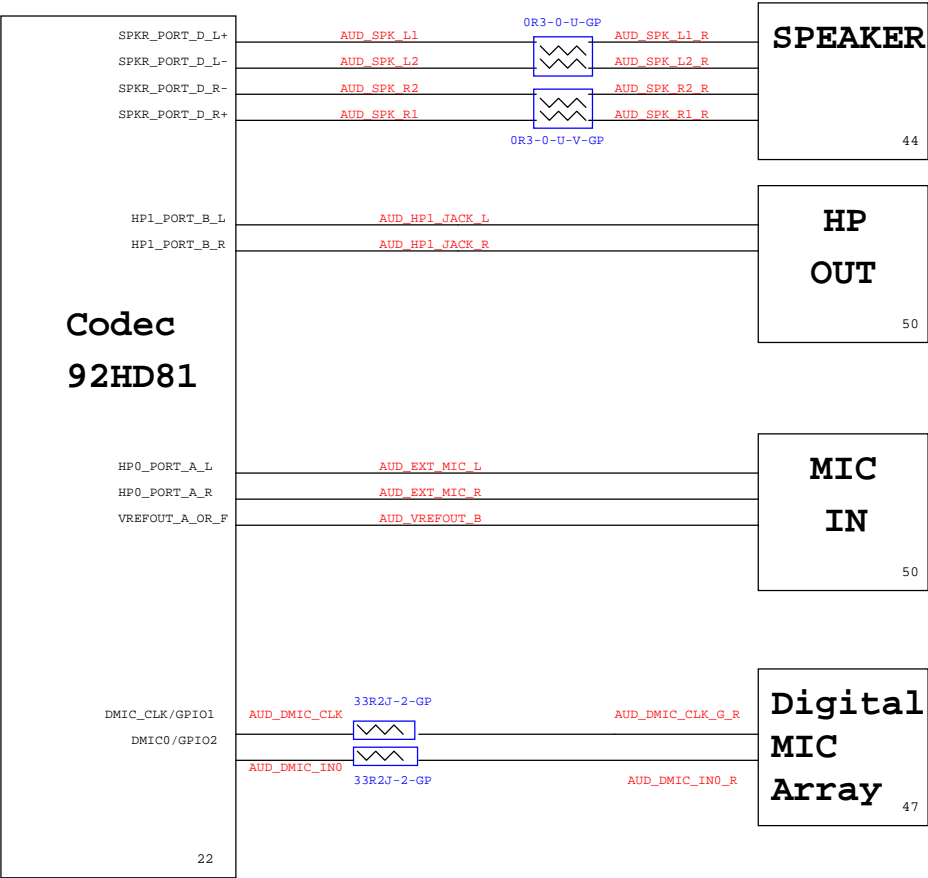 0R3-0-U-GP
SPKR_PORT_D_L+ AUD_SPK_L1 AUD_SPK_L1_R SPEAKER
SPKR_PORT_D_L- AUD_SPK_L2 AUD_SPK_L2_R
SPKR_PORT_D_R- AUD_SPK_R2 AUD_SPK_R2_R
SPKR_PORT_D_R+ AUD_SPK_R1 AUD_SPK_R1_R
0R3-0-U-V-GP 44
HP1_PORT_B_L AUD_HP1_JACK_L HP
HP1_PORT_B_R AUD_HP1_JACK_R
OUT
50
Codec
92HD81
HP0_PORT_A_L AUD_EXT_MIC_L MIC
HP0_PORT_A_R AUD_EXT_MIC_R
VREFOUT_A_OR_F AUD_VREFOUT_B IN
50
33R2J-2-GP
DMIC_CLK/GPIO1 AUD_DMIC_CLK AUD_DMIC_CLK_G_R Digital
DMIC0/GPIO2 MIC
AUD_DMIC_IN0 33R2J-2-GP AUD_DMIC_IN0_R Array
47
22